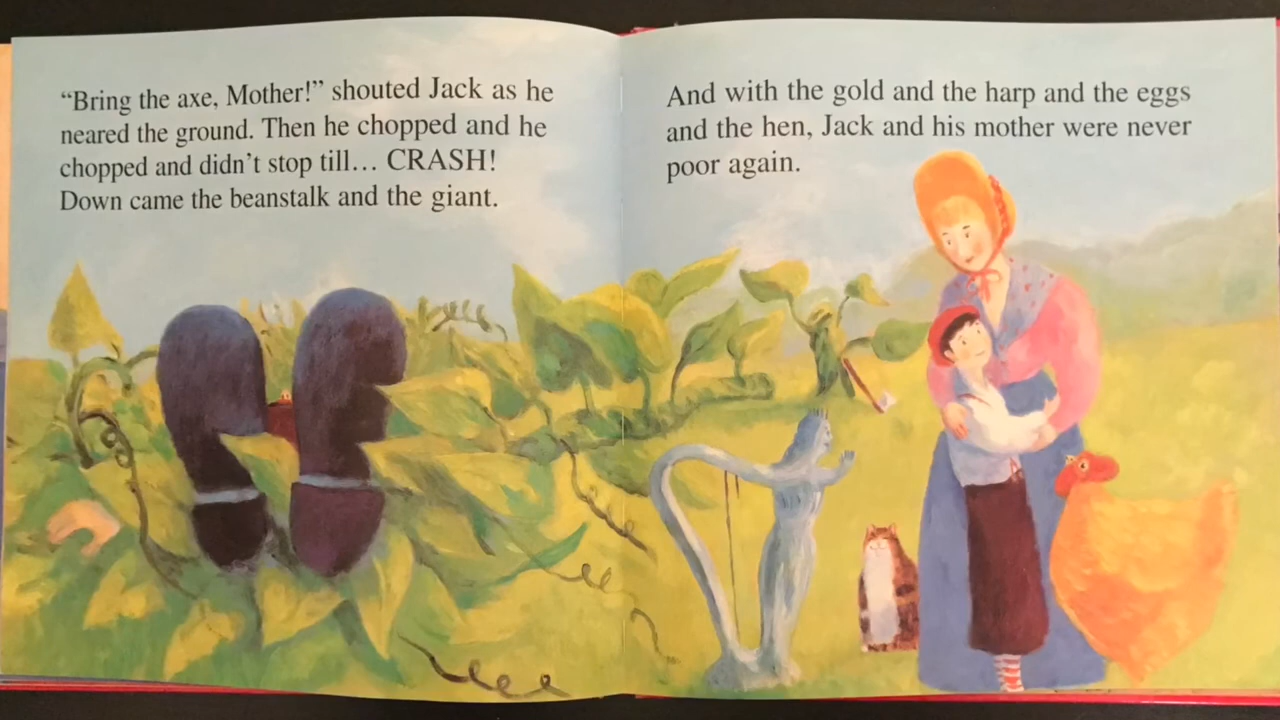 “Bring the axe, Mother!” shouted Jack as he
neared the ground. Then he chopped and he
chopped and didn’t stop till… CRASH!
Down came the beanstalk and the giant.
And with the gold and the harp and the eggs
and the hen, Jack and his mother were never
poor again.